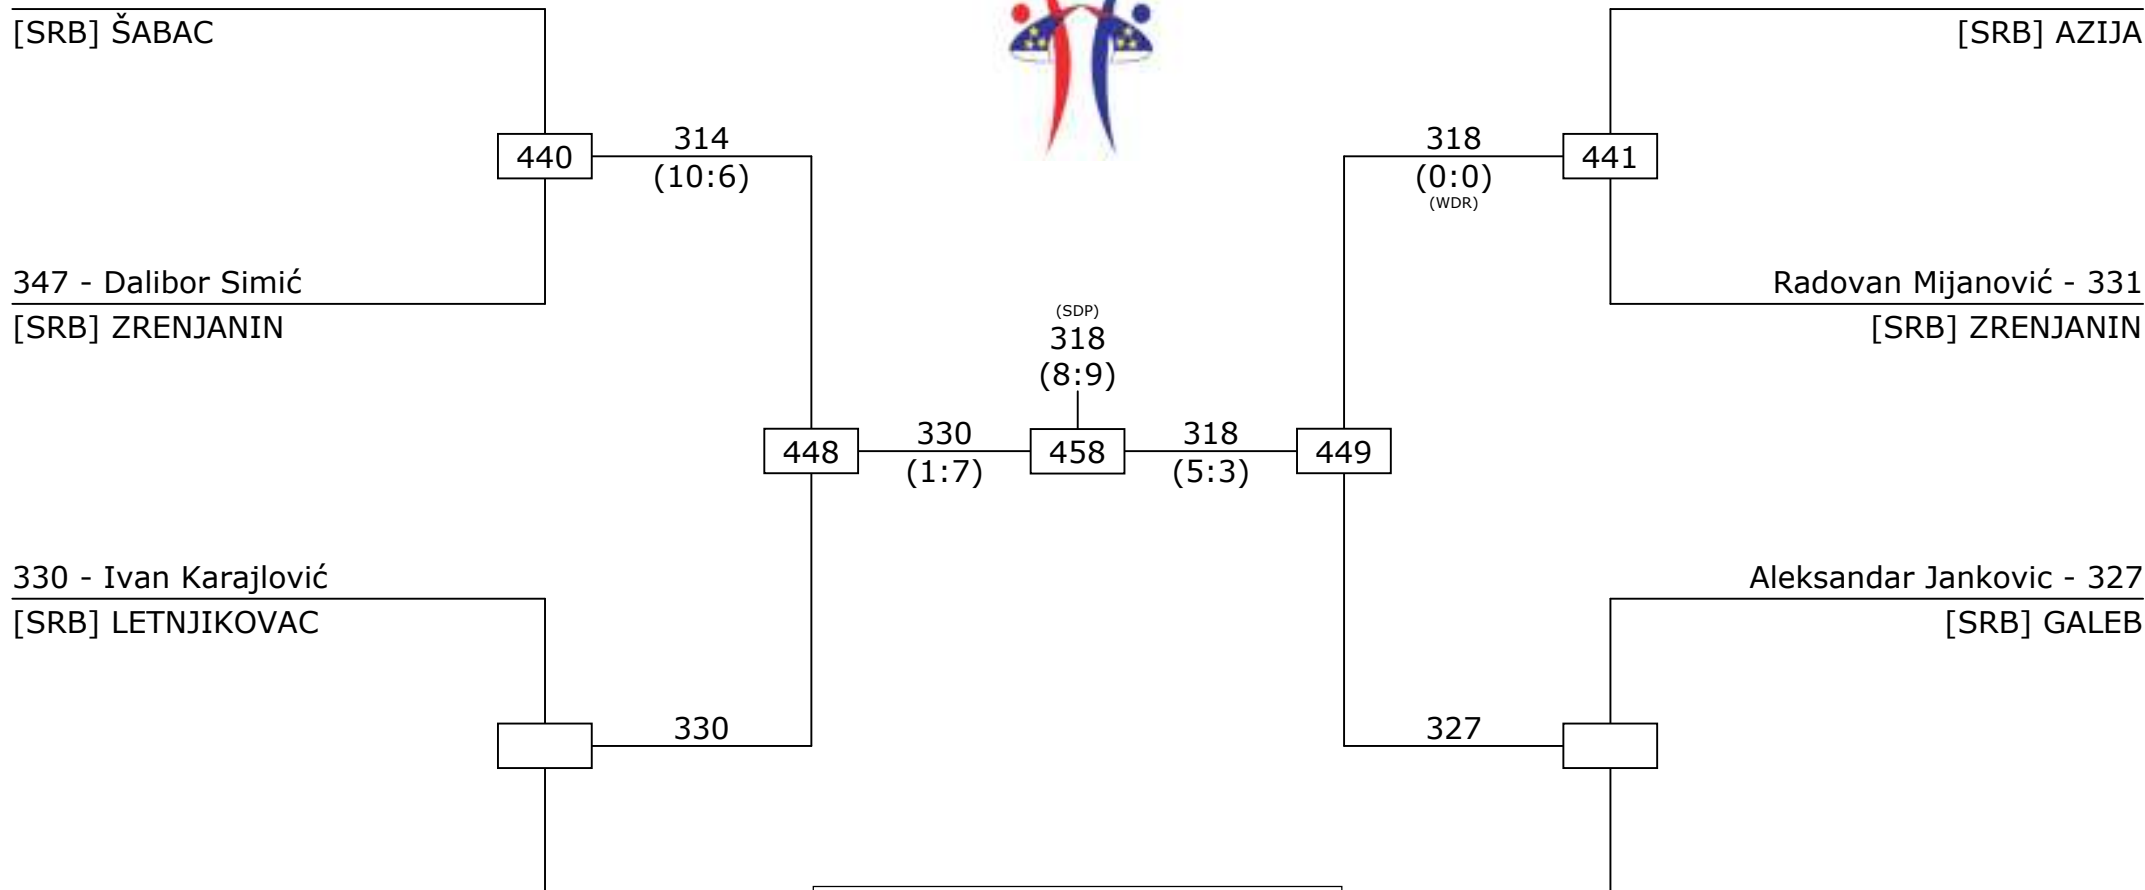 [SRB] ŠABAC
[SRB] AZIJA
440
314
(10:6)
318
(0:0)
(WDR)
441
347 - Dalibor Simić
[SRB] ZRENJANIN
Radovan Mijanović - 331
[SRB] ZRENJANIN
(SDP)
318
(8:9)
448
330
(1:7)
458
318
(5:3)
449
330 - Ivan Karajlović
[SRB] LETNJIKOVAC
Aleksandar Jankovic - 327
[SRB] GALEB
330
327